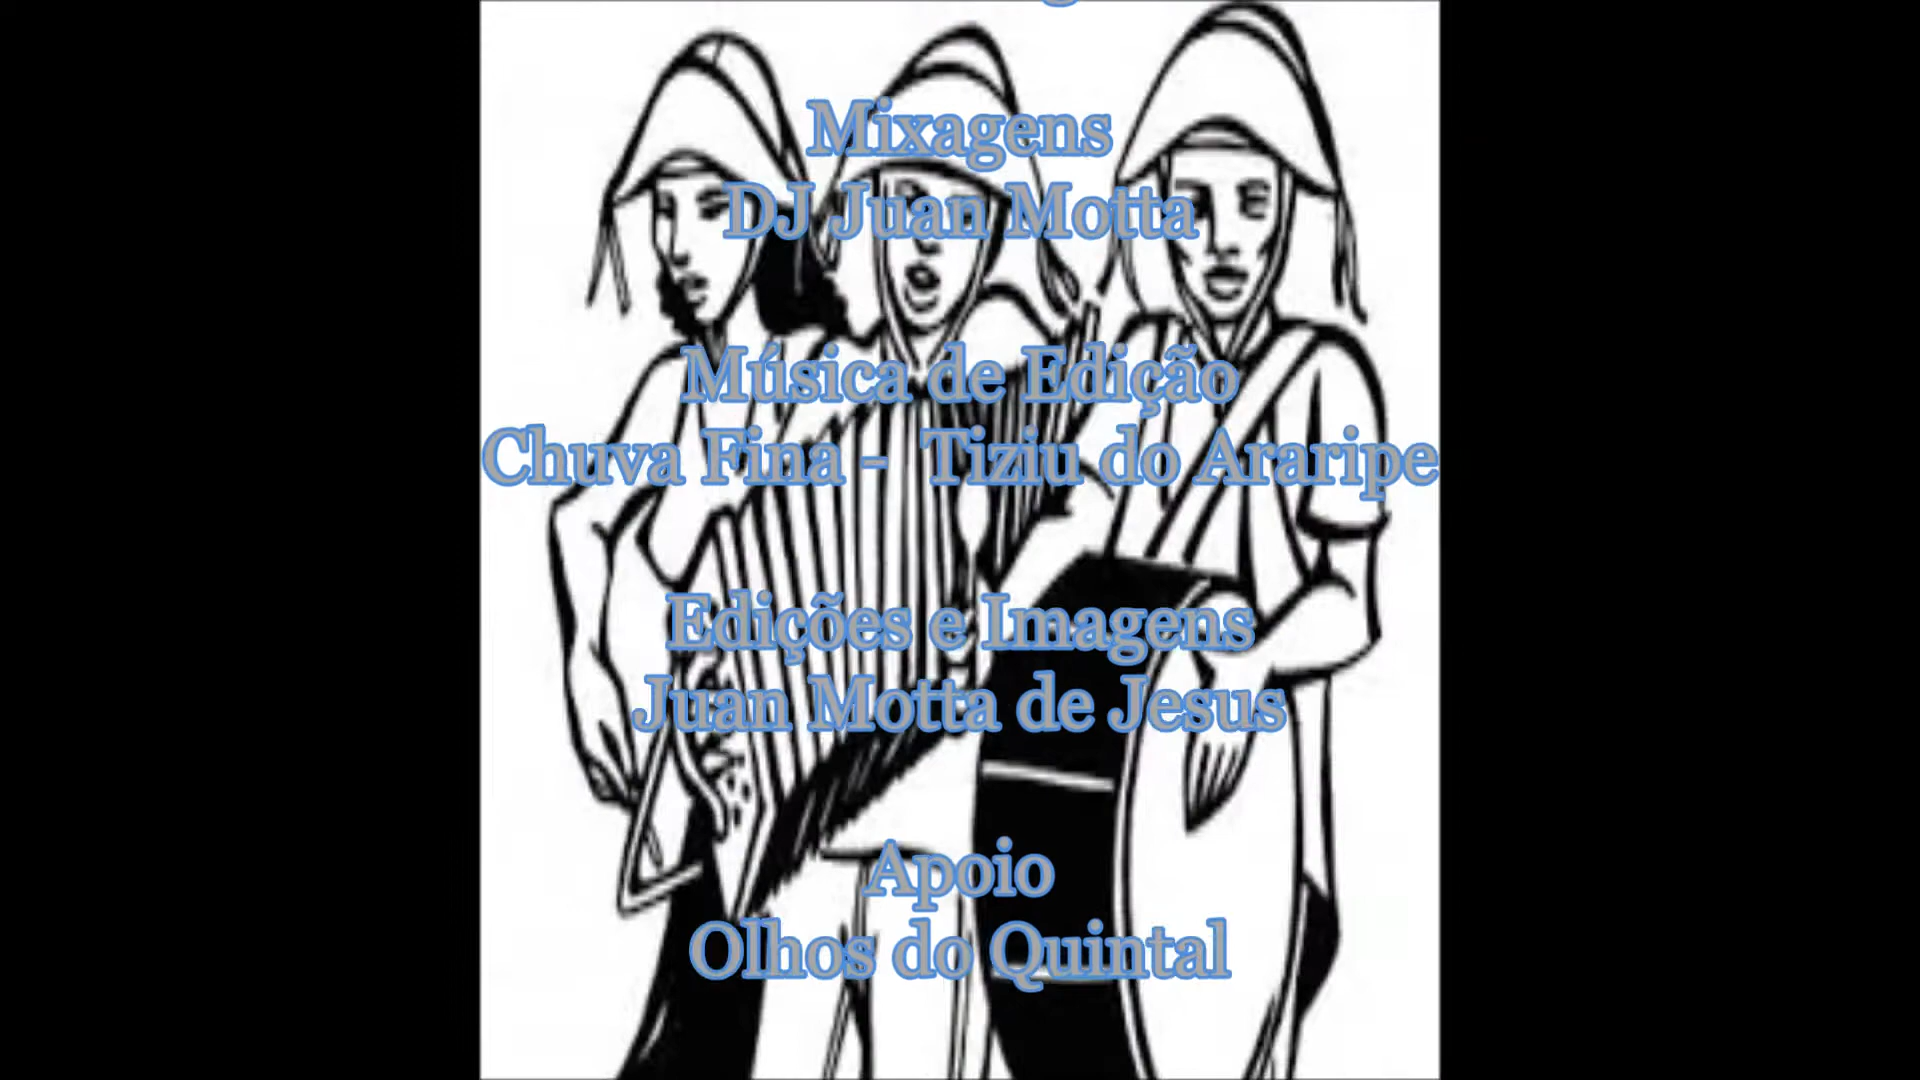 Mixagens
DJ Juan Motta
Música de Edição
Chuva Fina - Tiziu do Araripe
Edições e Imagens
Juan Motta de Jesus
Apoio
Olhos do Quintal